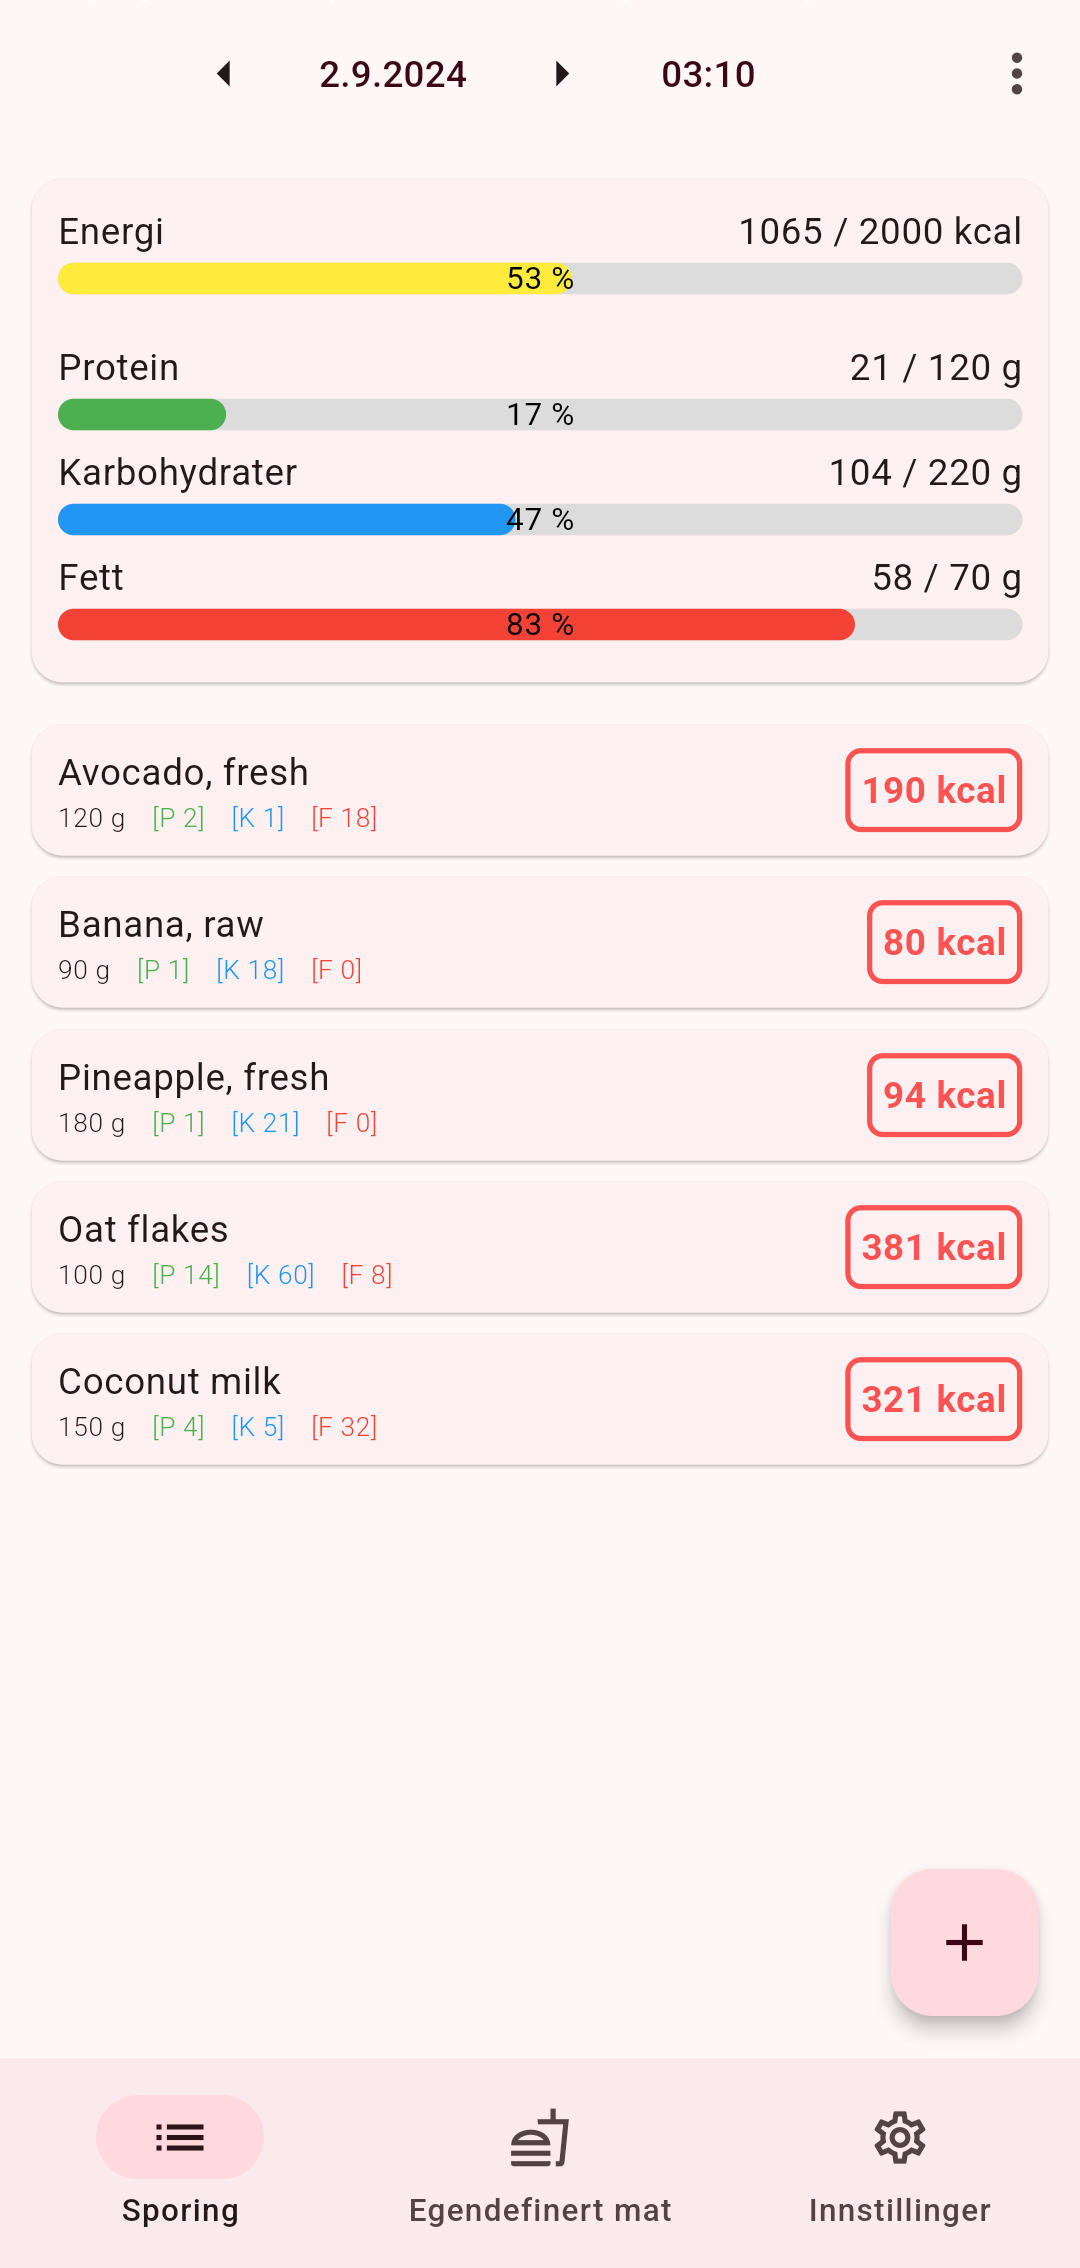 2.9.2024 03:10
Energi 1065 / 2000 kcal
53 %
Protein 21 / 120 g
17 %
Karbohydrater 104 / 220 g
47 %
Fett 58 / 70 g
83 %
Avocado, fresh
120 g [P 2] [K 1] [F 18]
190 kcal
Banana, raw
90 g [P 1] [K 18] [F 0]
80 kcal
Pineapple, fresh
180 g [P 1] [K 21] [F 0]
94 kcal
Oat flakes
100 g [P 14] [K 60] [F 8]
381 kcal
Coconut milk
150 g [P 4] [K 5] [F 32]
321 kcal
Sporing Egendefinert mat Innstillinger